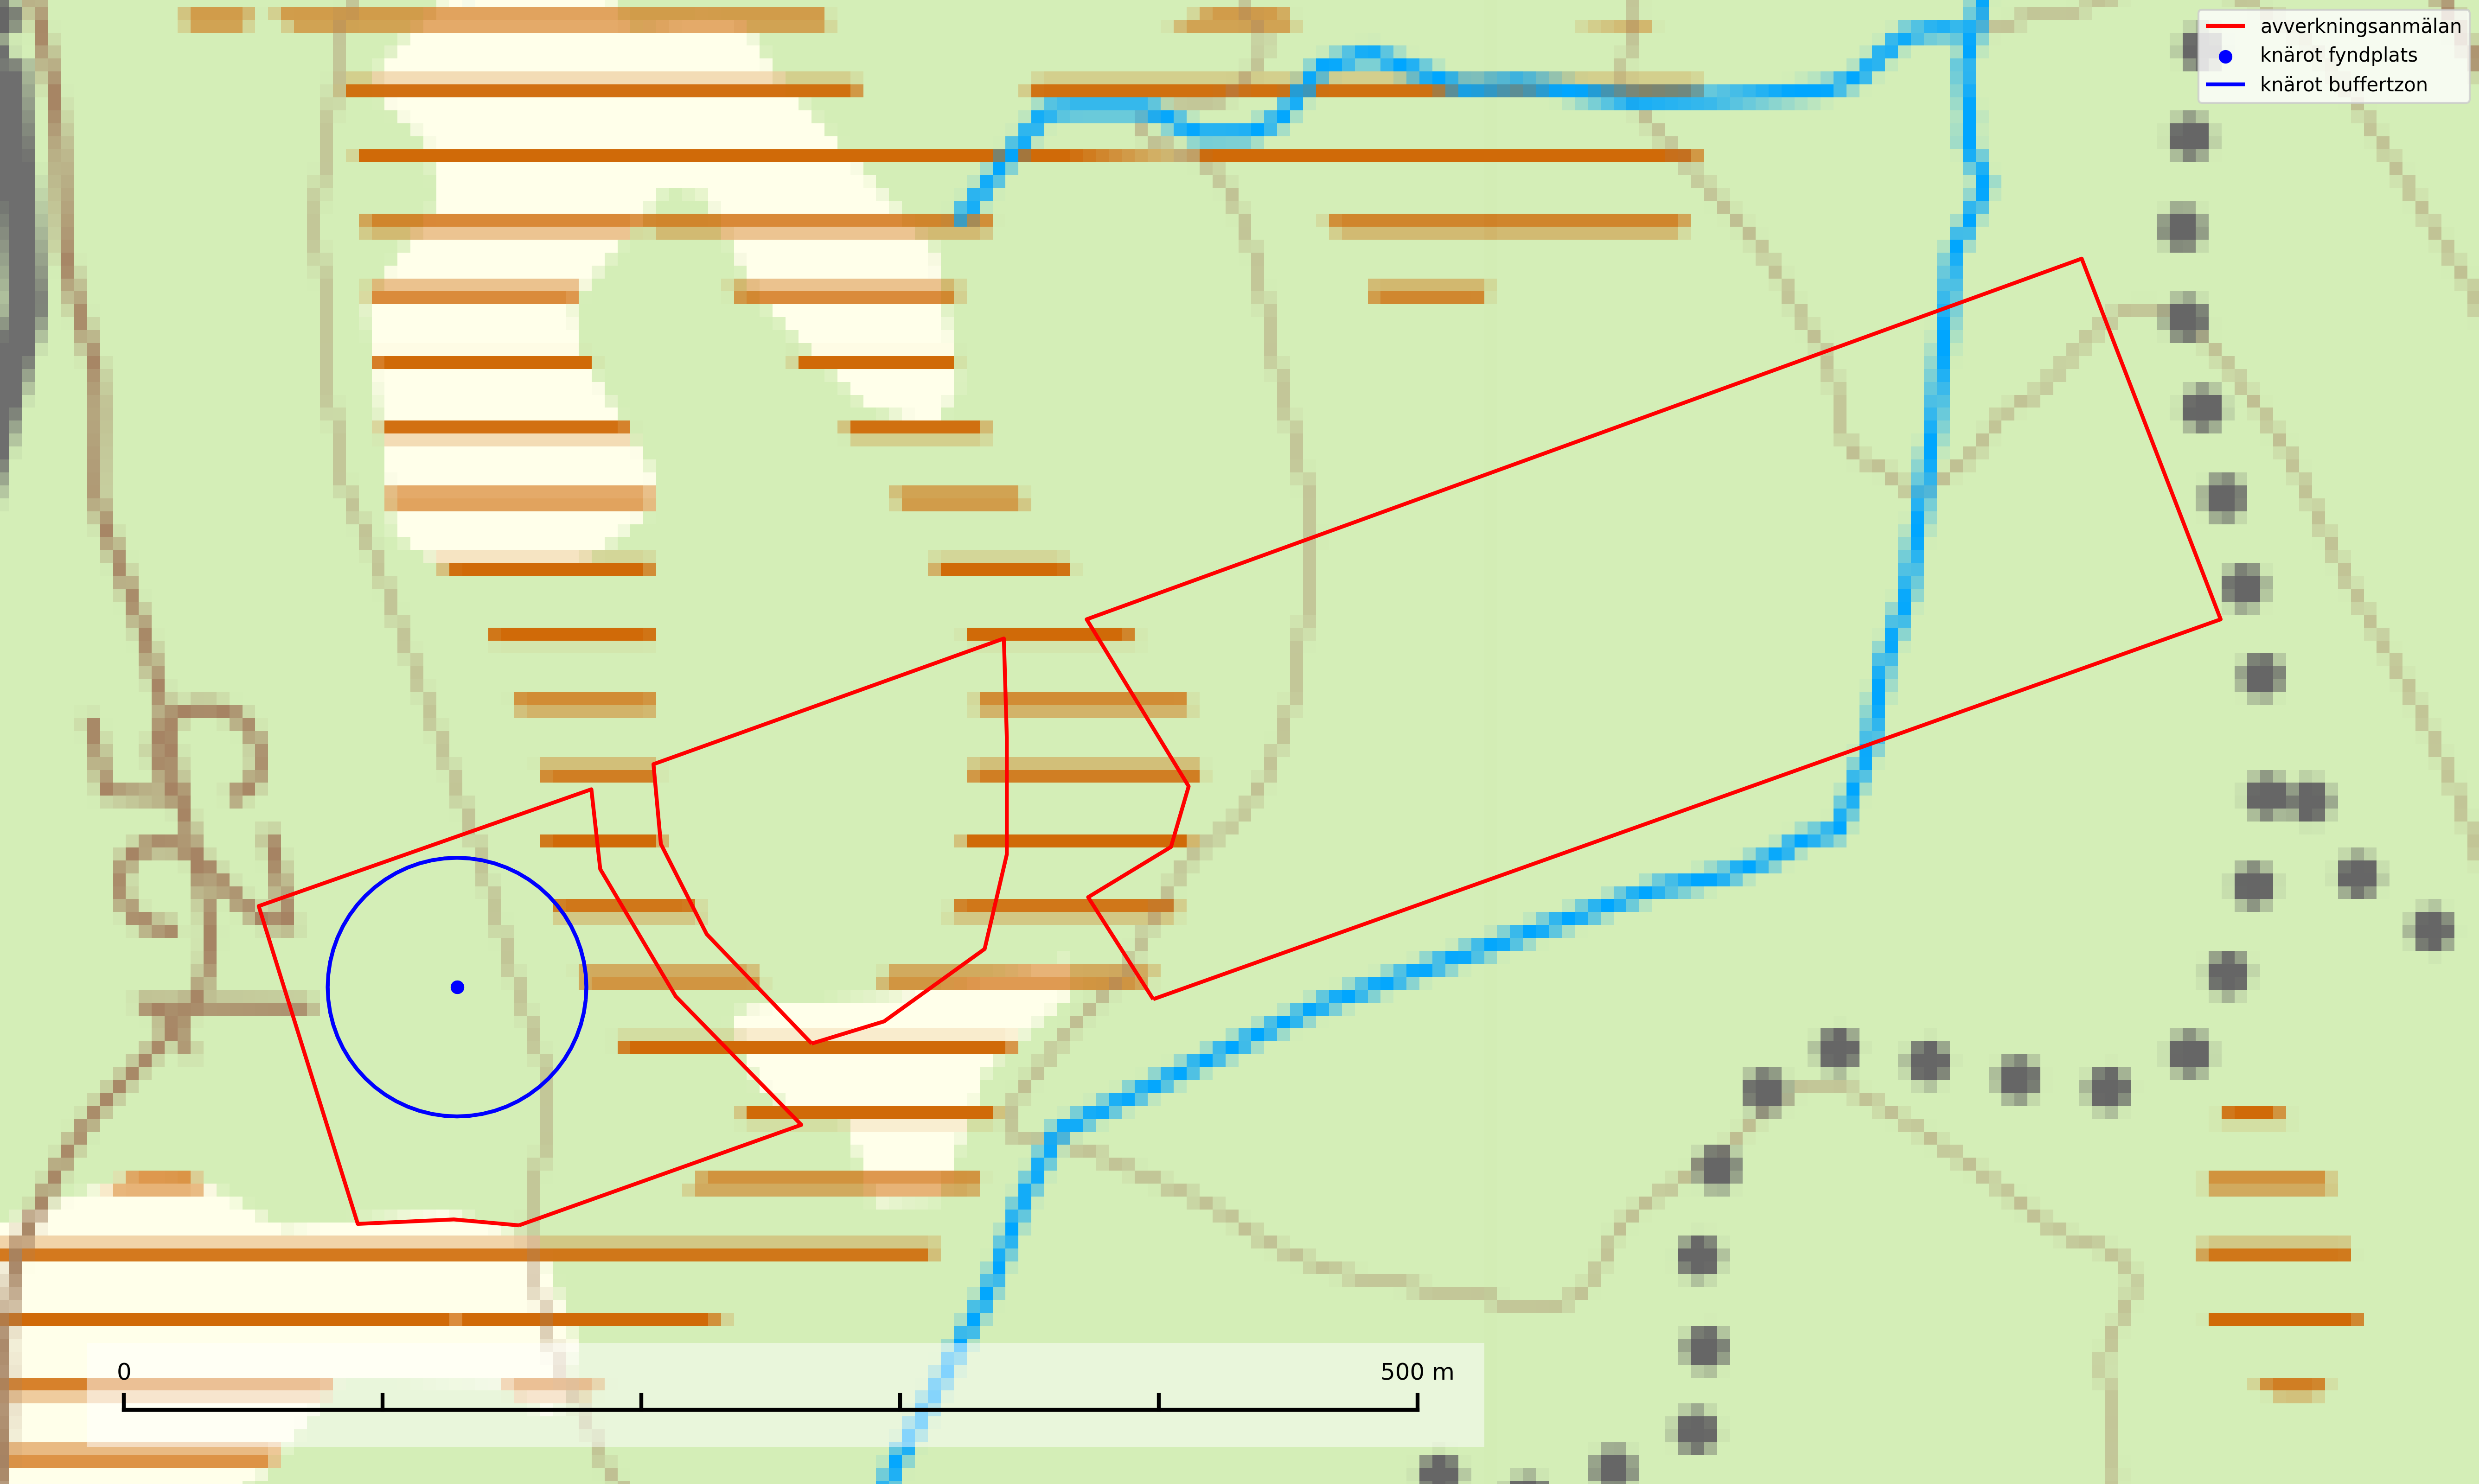 avverkningsanmälan
knärot fyndplats
knärot buffertzon
0 500 m